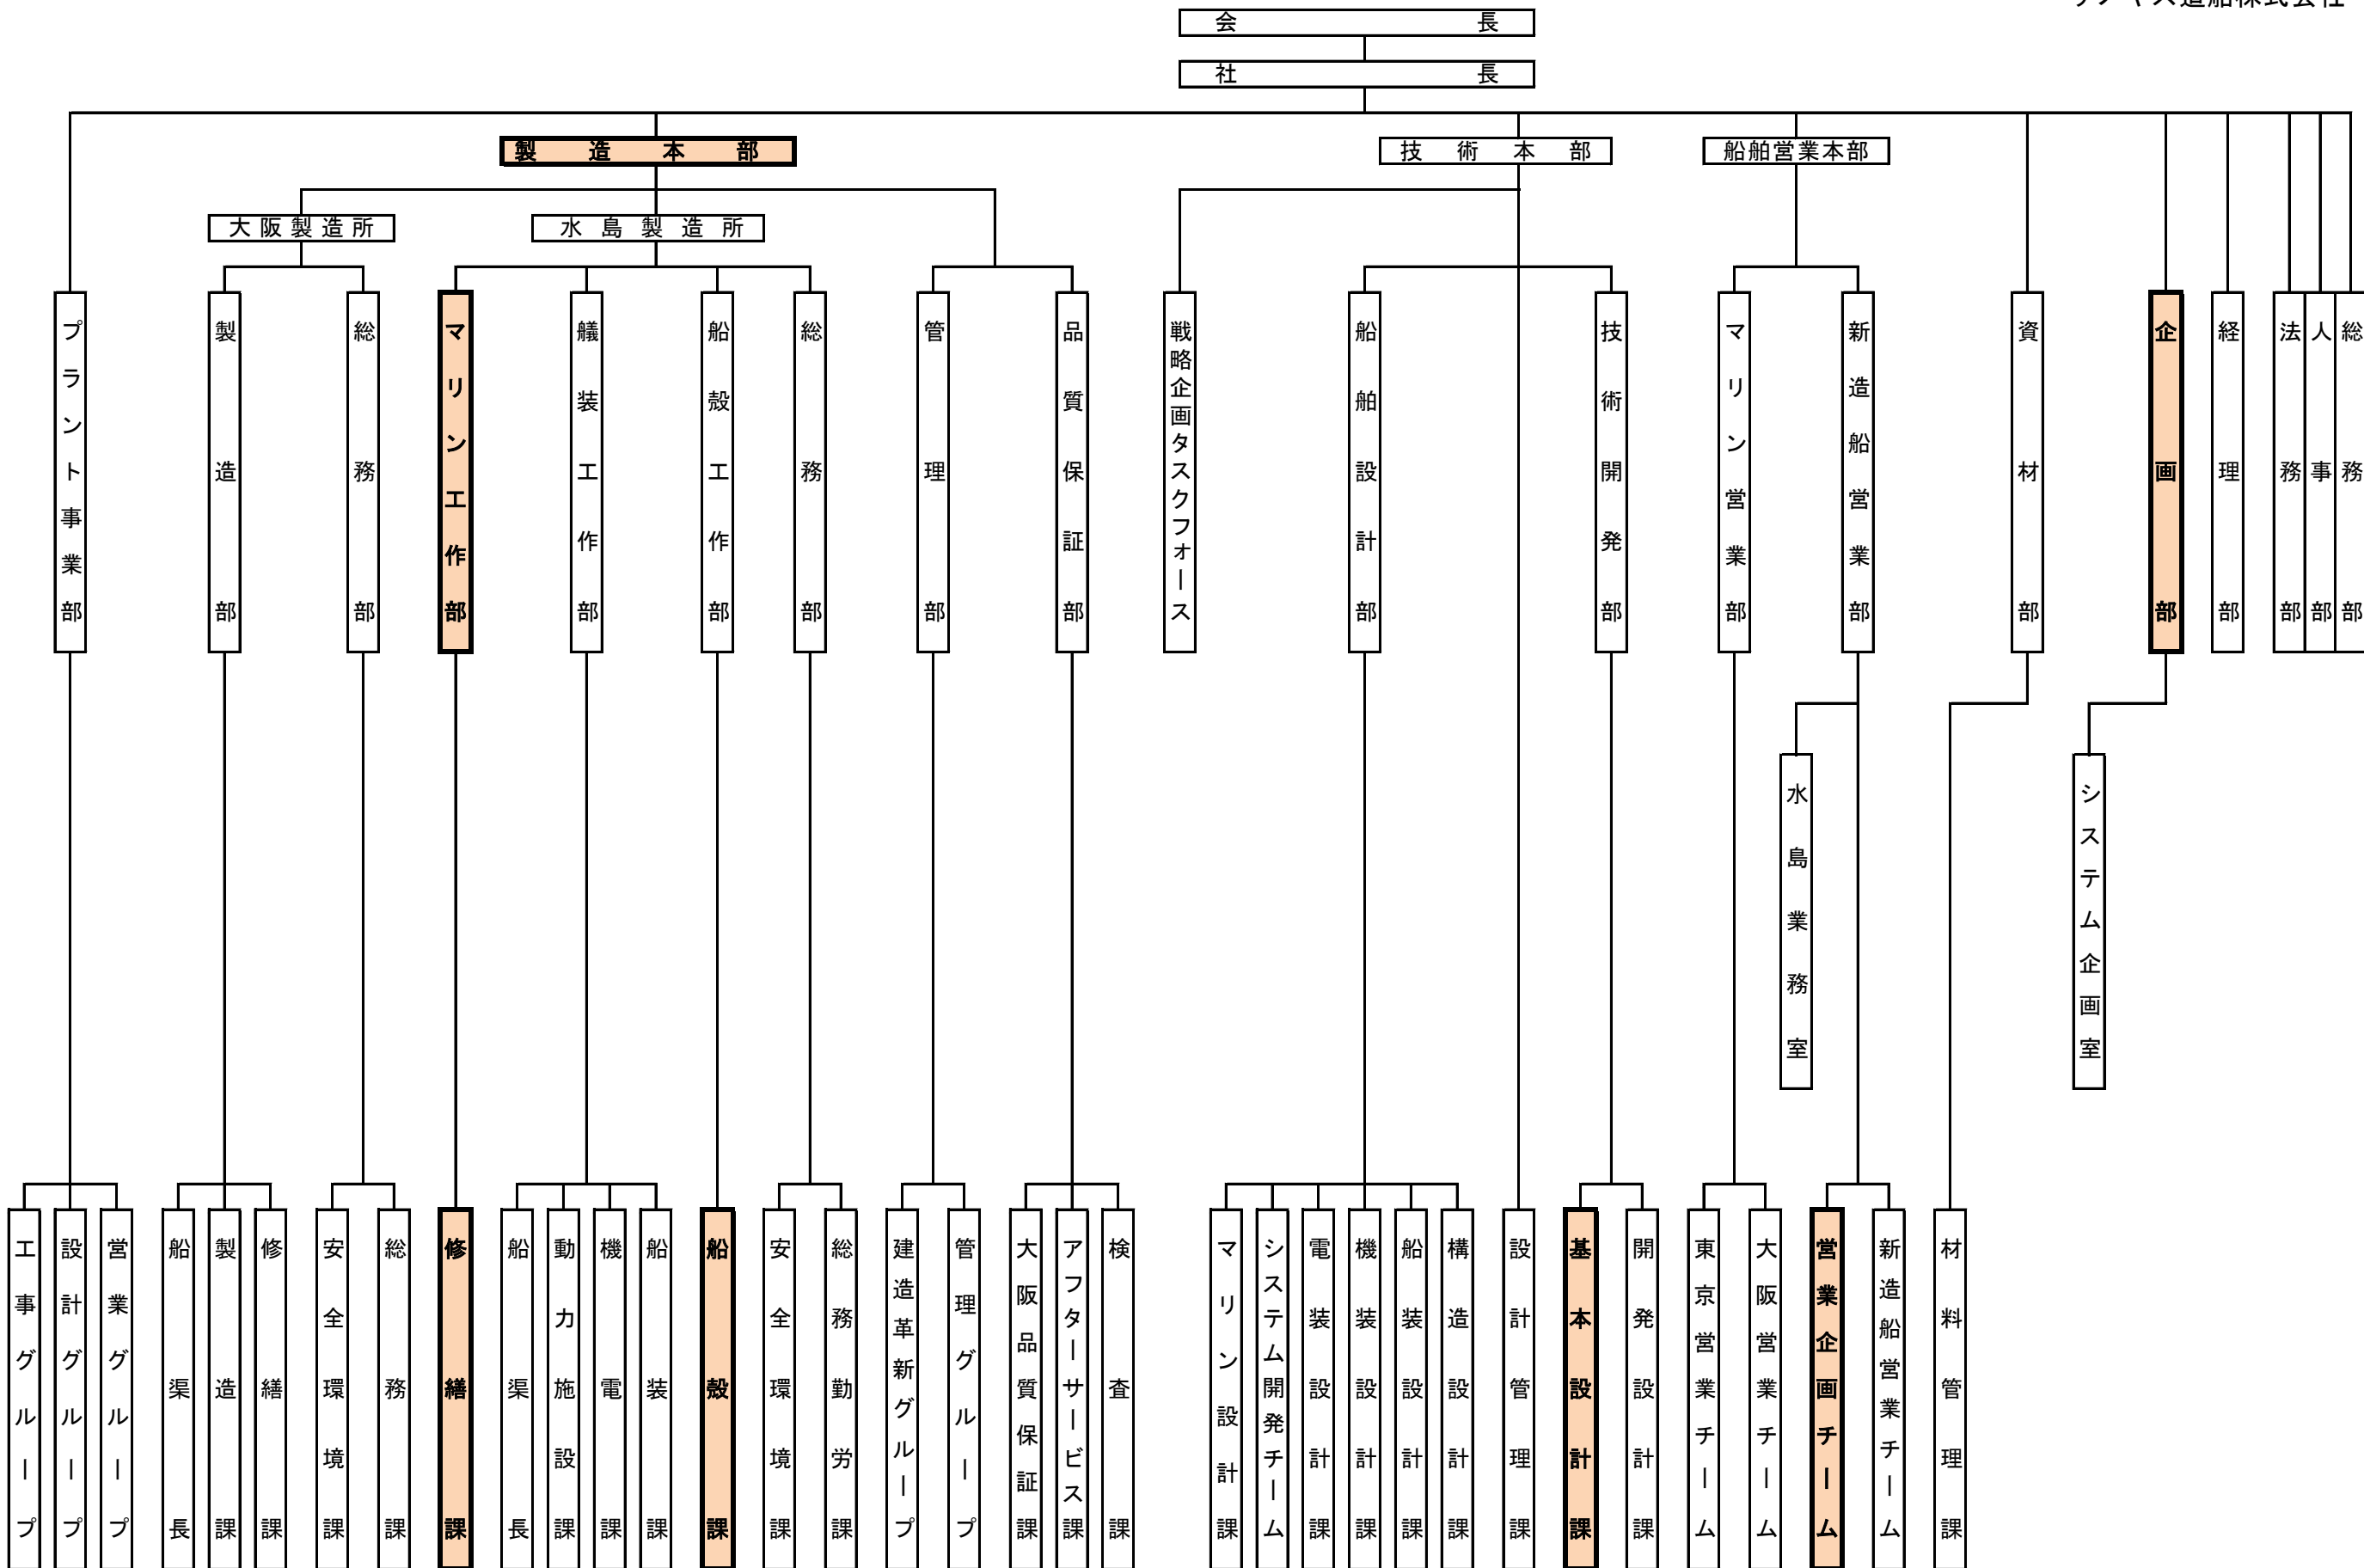 会長
社長
製造本部
技術本部
船舶営業本部
大阪製造所
水島製造所
プラント事業部
製造部
総務部
マリン工作部
艤装工作部
船殻工作部
総務部
管理部
品質保証部
戦略企画タスクフォース
船舶設計部
技術開発部
マリン営業部
新造船営業部
資材部
企画部
経理部
法務部
人事部
総務部
水島業務室
システム企画室
工事グループ
設計グループ
営業グループ
船渠長
製造課
修繕課
安全環境課
総務課
修繕課
船渠長
動力施設課
機電課
船装課
船殻課
安全環境課
総務勤労課
建造革新グループ
管理グループ
大阪品質保証課
アフターサービス課
検査課
マリン設計課
システム開発チーム
電装設計課
機装設計課
船装設計課
構造設計課
設計管理課
基本設計課
開発設計課
東京営業チーム
大阪営業チーム
営業企画チーム
新造船営業チーム
材料管理課